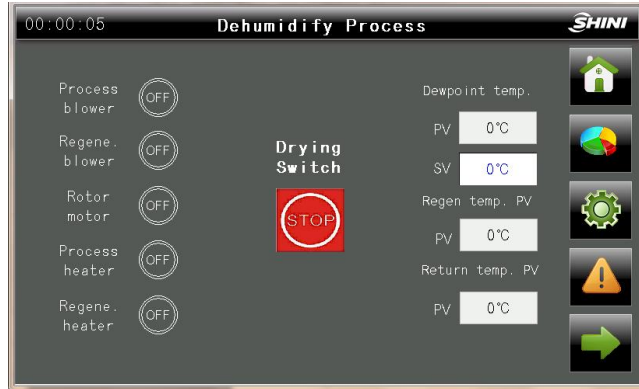 00:00:05
Dehumidify Process
SHINI
Process
blower
OFF
Regene.
blower
OFF
Rotor
motor
OFF
Process
heater
OFF
Regene.
heater
OFF
Drying
Switch
STOP
Dewpoint temp.
PV 0°C
SV 0°C
Regen temp. PV
PV 0°C
Return temp. PV
PV 0°C